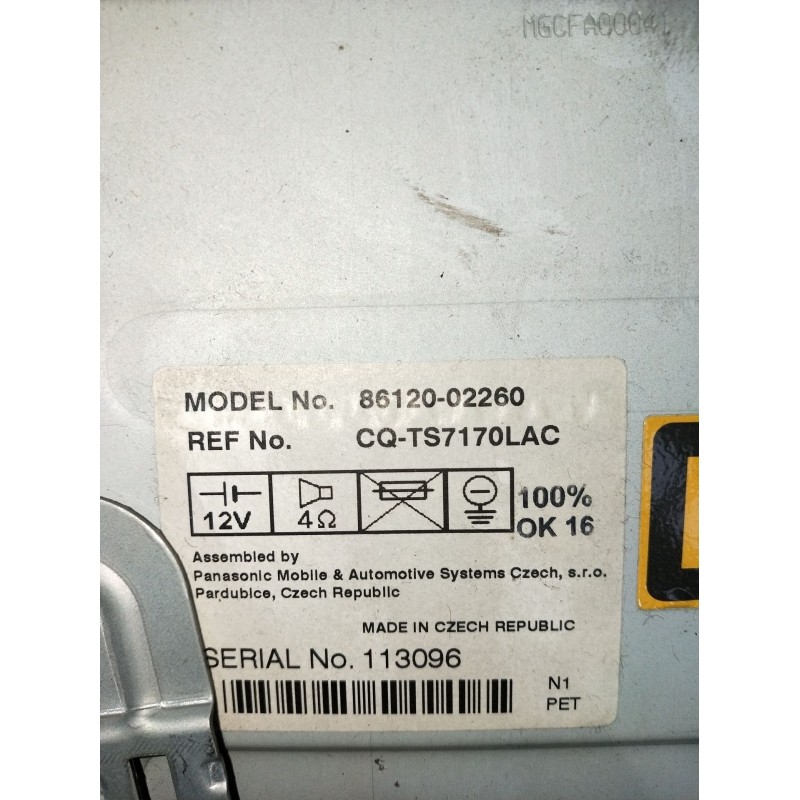 MGCFA00041
MODEL No. 86120-02260
REF No. CQ-TS7170LAC
12V 4Ω 100%
OK 16
Assembled by
Panasonic Mobile & Automotive Systems Czech, s.r.o.
Pardubice, Czech Republic
MADE IN CZECH REPUBLIC
SERIAL No. 113096
N1
PET